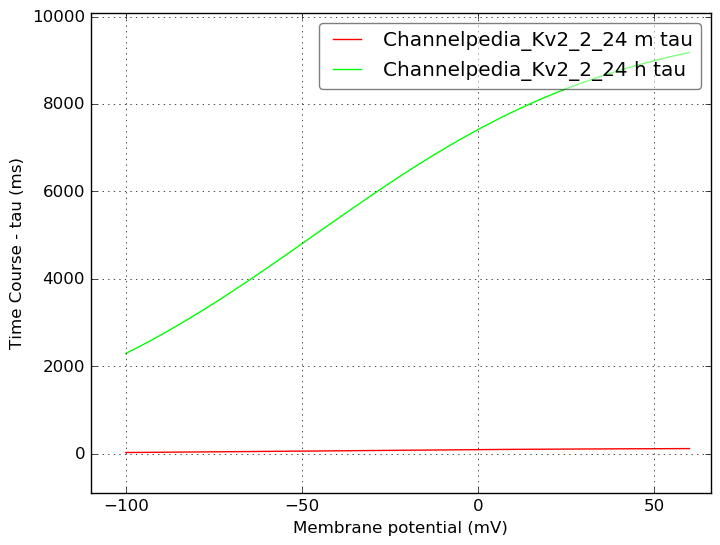 Channelpedia_Kv2_2_24 m tau
Channelpedia_Kv2_2_24 h tau
Time Course - tau (ms)
10000
8000
6000
4000
2000
0
−100
−50
0
50
Membrane potential (mV)